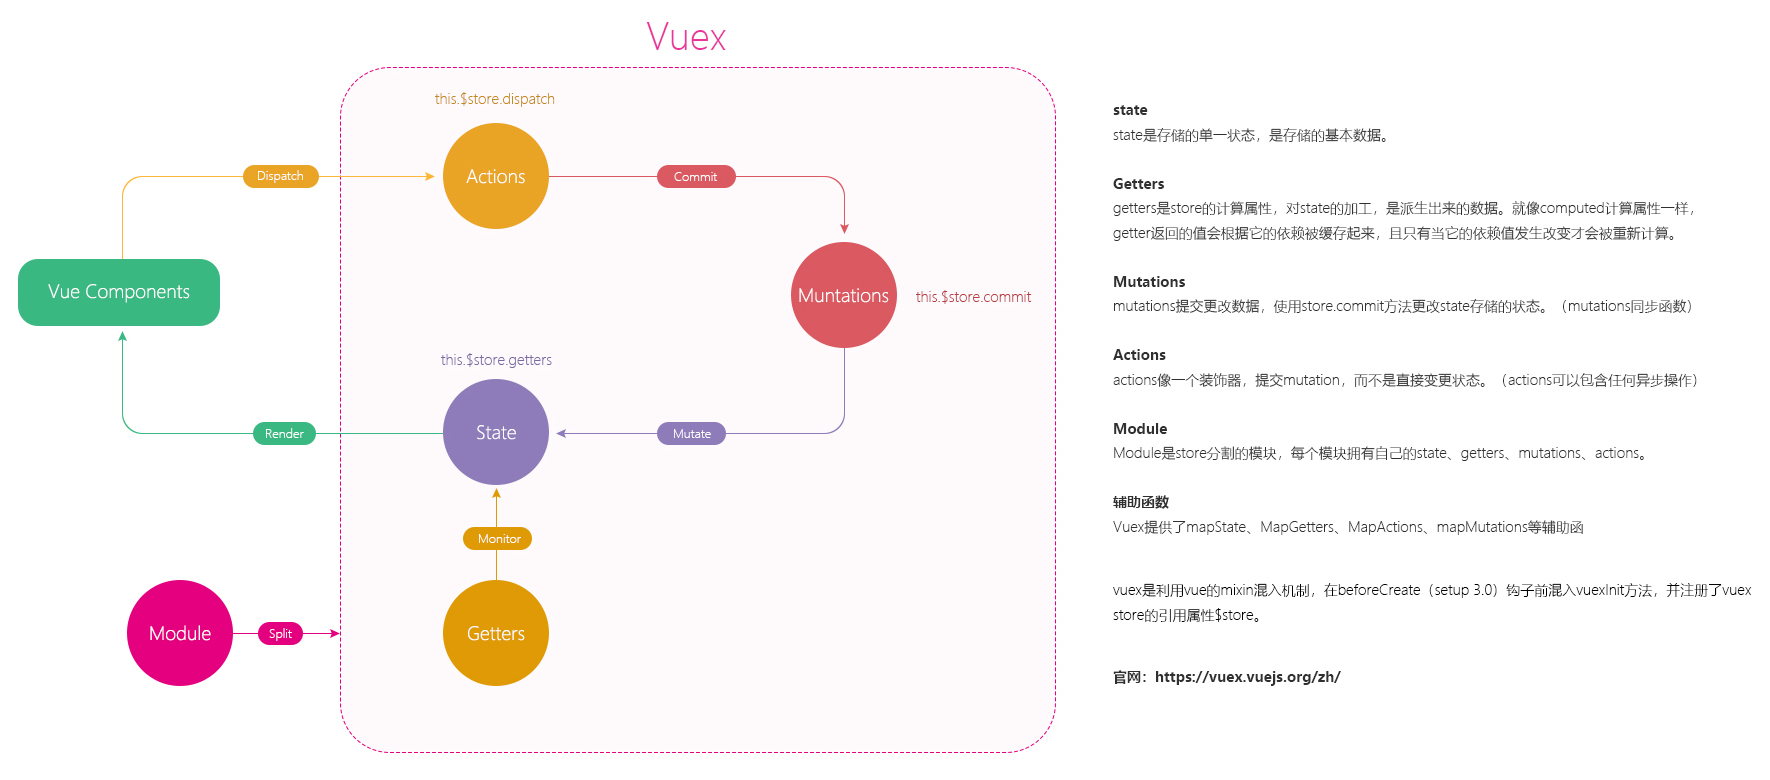 Vuex
this.$store.dispatch
Dispatch
Actions
Commit
Vue Components
Muntations
this.$store.commit
this.$store.getters
Render
State
Mutate
Monitor
Module
Split
Getters
state
state是存储的单一状态，是存储的基本数据。
Getters
getters是store的计算属性，对state的加工，是派生出来的数据。就像computed计算属性一样，
getter返回的值会根据它的依赖被缓存起来，且只有当它的依赖值发生改变才会被重新计算。
Mutations
mutations提交更改数据，使用store.commit方法更改state存储的状态。（mutations同步函数）
Actions
actions像一个装饰器，提交mutation，而不是直接变更状态。（actions可以包含任何异步操作）
Module
Module是store分割的模块，每个模块拥有自己的state、getters、mutations、actions。
辅助函数
Vuex提供了mapState、MapGetters、MapActions、mapMutations等辅助函
vuex是利用vue的mixin混入机制，在beforeCreate（setup 3.0）钩子前混入vuexInit方法，并注册了vuex
store的引用属性$store。
官网：https://vuex.vuejs.org/zh/